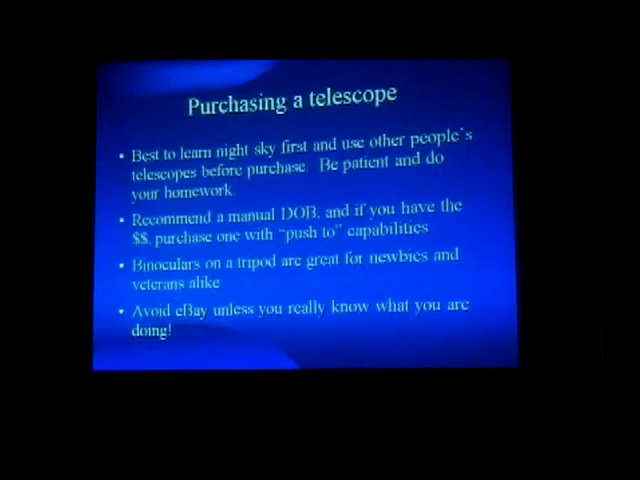 Purchasing a telescope
• Best to learn night sky first and use other people's
telescopes before purchase. Be patient and do
your homework.
• Recommend a manual DOB, and if you have the
$$, purchase one with “push to” capabilities
• Binoculars on a tripod are great for newbies and
veterans alike
• Avoid eBay unless you really know what you are
doing!